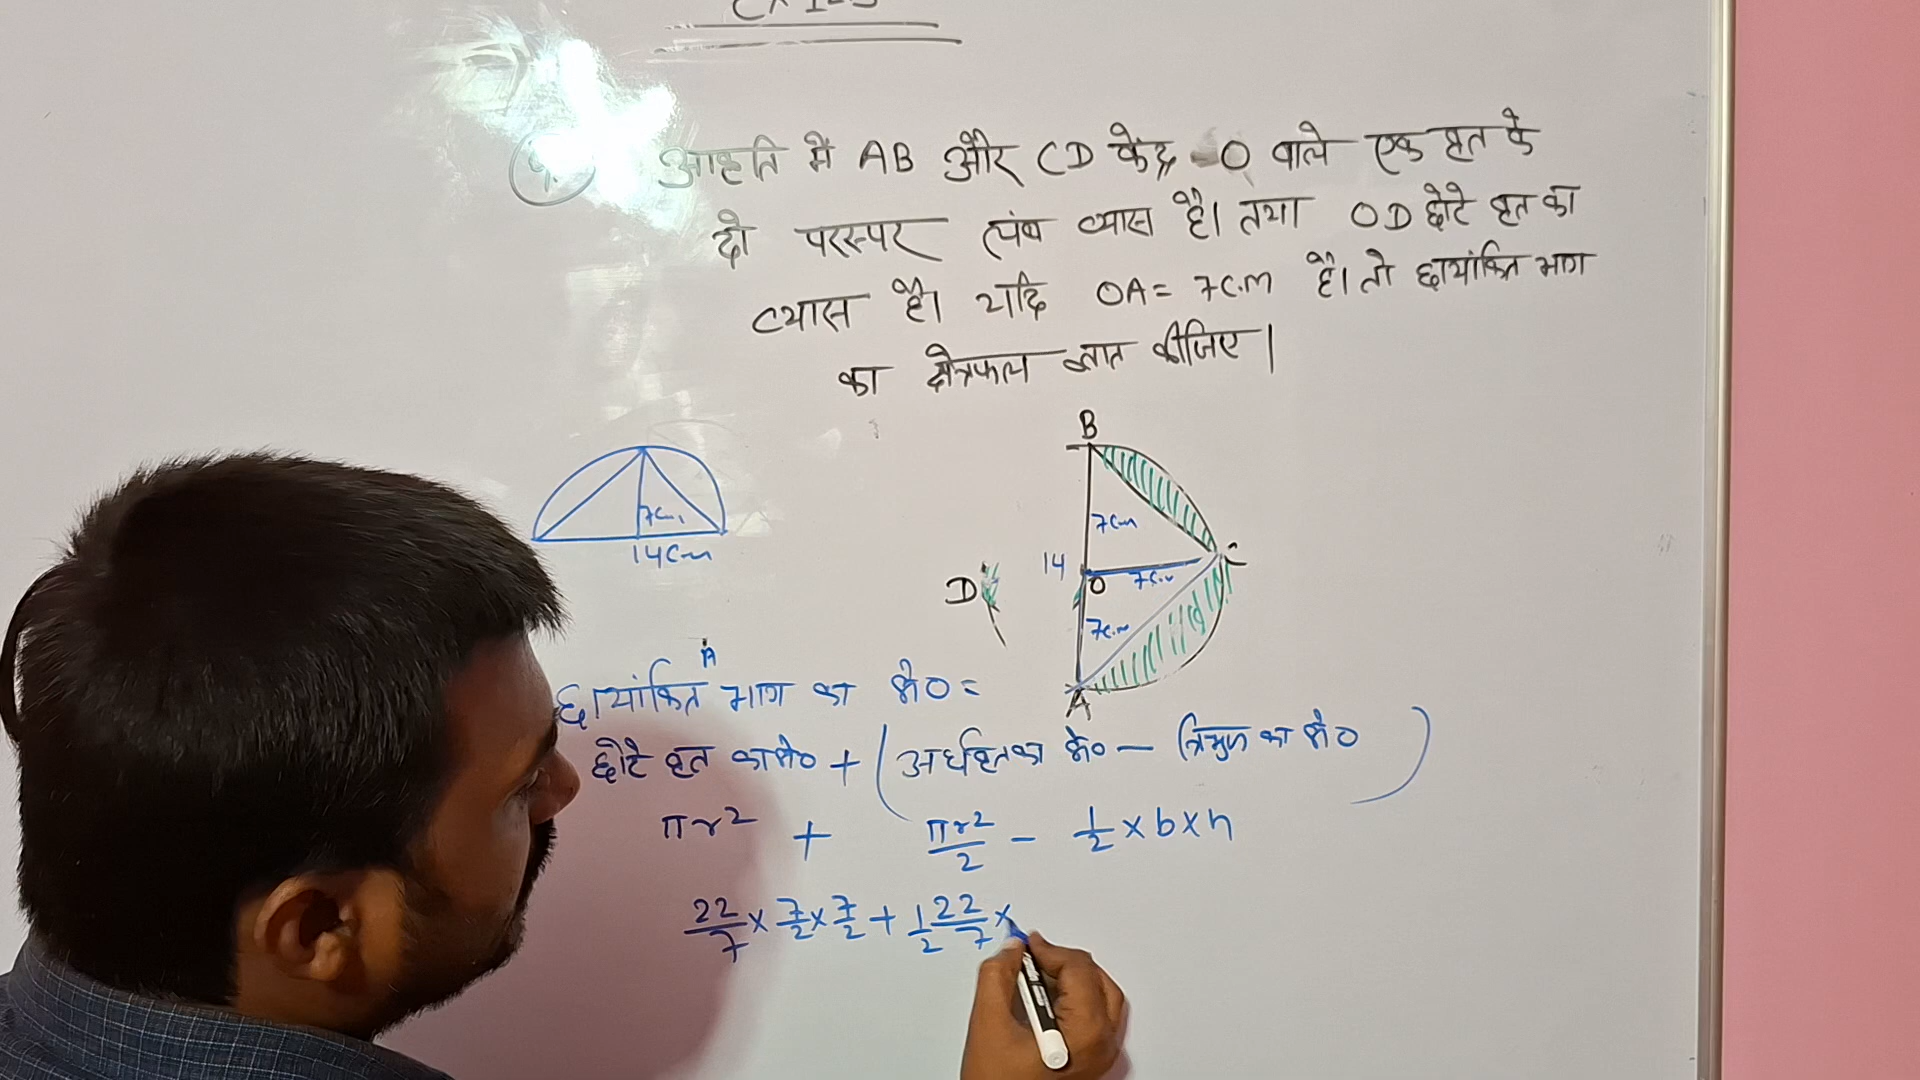 9. आकृति में AB और CD केंद्र O वाले एक वृत के
दो परस्पर लंब व्यास है। तथा OD छोटे वृत का
व्यास है। यदि OA = 7C.M है। तो छायांकित भाग
का क्षेत्रफल ज्ञात कीजिए।
B
7cm
7cm,
14cm
14
O
7cm
C
D
7cm
A
A
छायांकित भाग का क्षे० =
छोटे वृत का क्षे० + ( अर्धवृत का क्षे० - त्रिभुज का क्षे० )
πr² + πr²/2 - 1/2 × b × h
22/7 × 7/2 × 7/2 + 1/2 22/7 ×